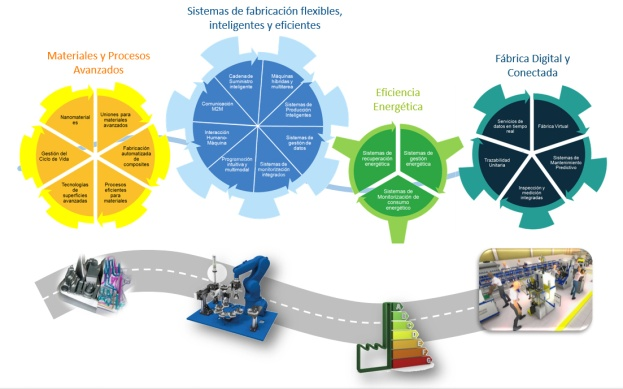 Sistemas de fabricación flexibles,
inteligentes y eficientes
Materiales y Procesos
Avanzados
Fábrica Digital y
Conectada
Eficiencia
Energética
Nanomaterial
es
Uniones para
materiales
avanzados
Gestión del
Ciclo de Vida
Fabricación
automatizada de
composites
Tecnologías
de superficies
avanzadas
Procesos
eficientes para
materiales
Cadena de
Suministro
Inteligente
Máquinas
híbridas y
multitarea
Comunicación
M2M
Sistemas de
Producción
Inteligentes
Interacción
Humano-
Máquina
Sistemas de
gestión de
datos
Programación
intuitiva y
multimodal
Sistemas de
monitorización
integrados
Sistemas de
recuperación
energética
Sistemas de
gestión
energética
Sistemas de
Monitorización de
consumo
energético
Servicios de
datos en tiempo
real
Fábrica Virtual
Trazabilidad
Unitaria
Sistemas de
Mantenimiento
Predictivo
Inspección y
medición
integradas